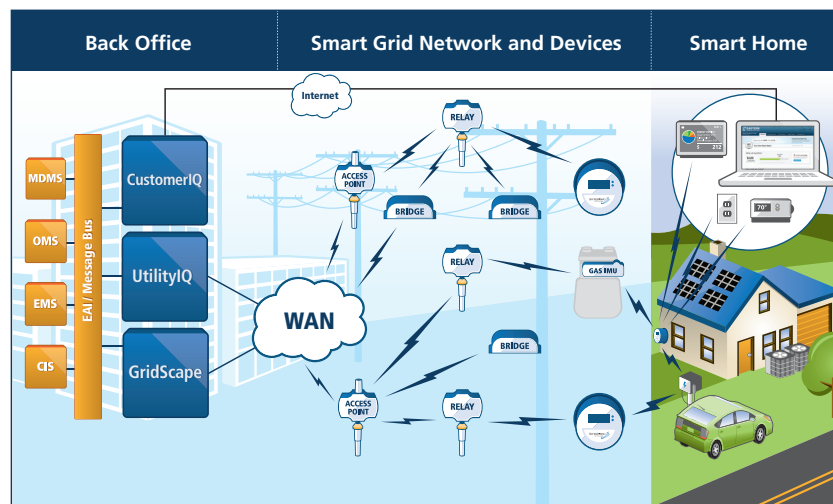 Back Office
Smart Grid Network and Devices
Smart Home
Internet
RELAY
MDMS
CustomerIQ
ACCESS
POINT
212
BRIDGE
BRIDGE
70°
OMS
EAI / Message Bus
UtilityIQ
RELAY
GAS IMU
EMS
WAN
CIS
GridScape
BRIDGE
ACCESS
POINT
RELAY